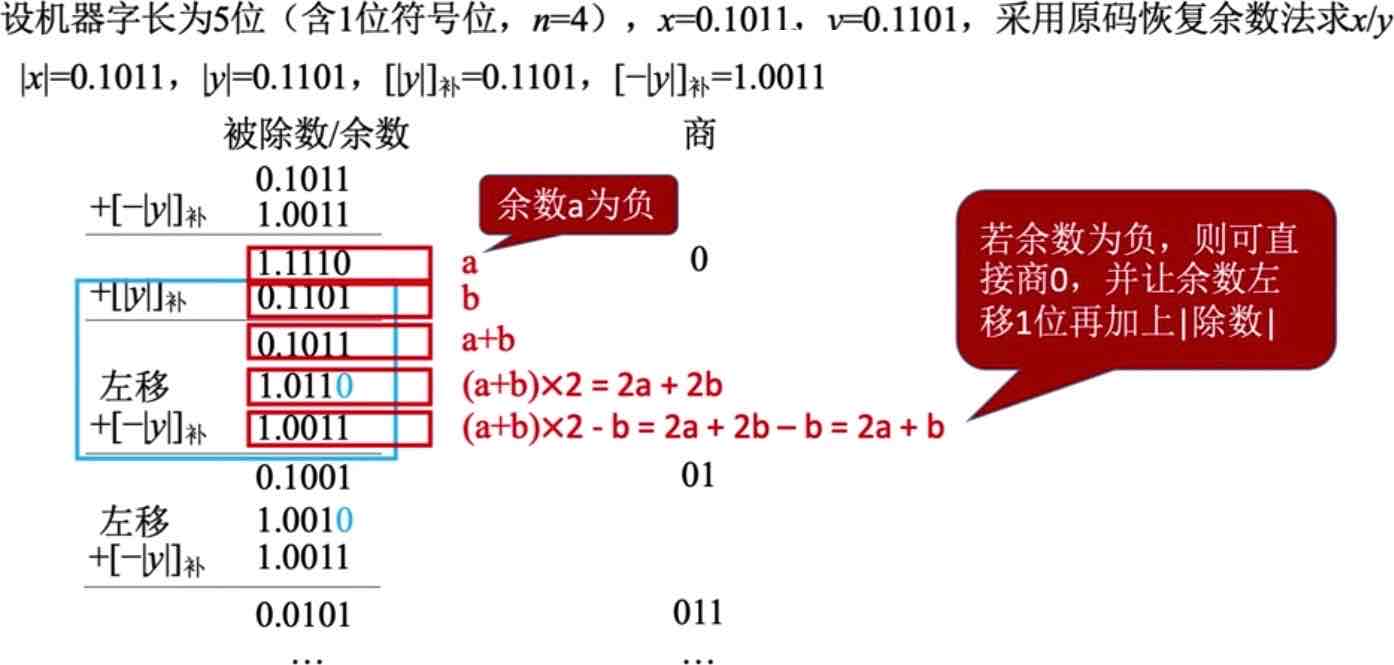 设机器字长为5位（含1位符号位，n=4），x=0.1011，y=0.1101，采用原码恢复余数法求x/y
|x|=0.1011，|y|=0.1101，[|y|]补=0.1101，[−|y|]补=1.0011
被除数/余数 商
0.1011
+[−|y|]补 1.0011
余数a为负
1.1110 a 0
+[|y|]补 0.1101 b
0.1011 a+b
左移 1.0110 (a+b)×2 = 2a + 2b
+[−|y|]补 1.0011 (a+b)×2 - b = 2a + 2b – b = 2a + b
若余数为负，则可直
接商0，并让余数左
移1位再加上|除数|
0.1001 01
左移 1.0010
+[−|y|]补 1.0011
0.0101 011
… …